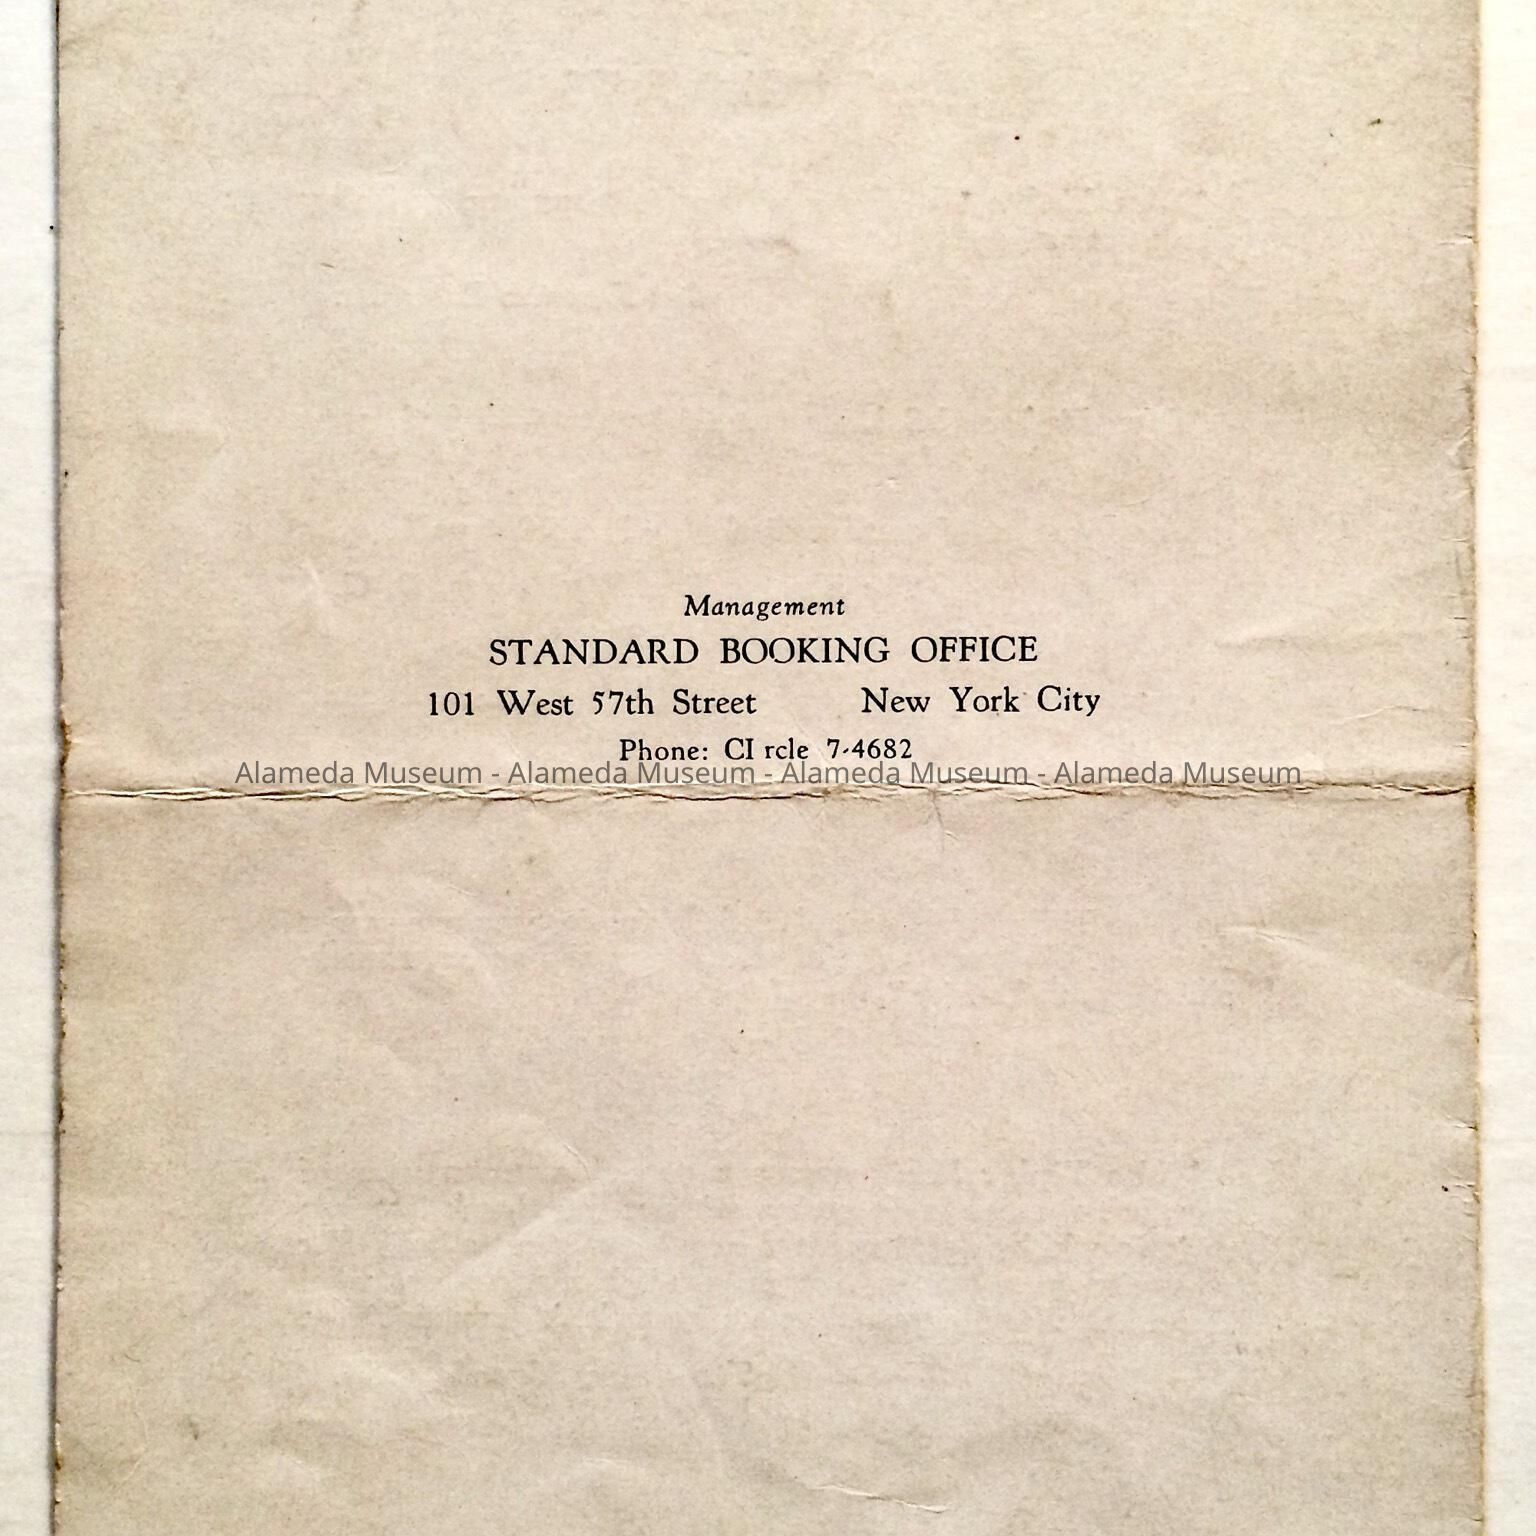 Management
STANDARD BOOKING OFFICE
101 West 57th Street New York City
Phone: CI rcle 7-4682
Alameda Museum - Alameda Museum - Alameda Museum - Alameda Museum